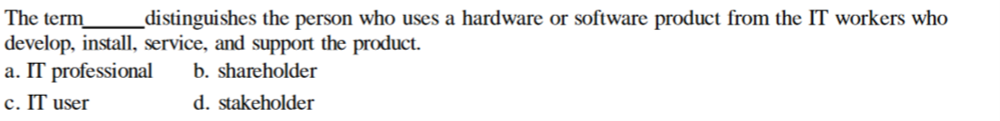 The term______distinguishes the person who uses a hardware or software product from the IT workers who
develop, install, service, and support the product.
a. IT professional b. shareholder
c. IT user d. stakeholder